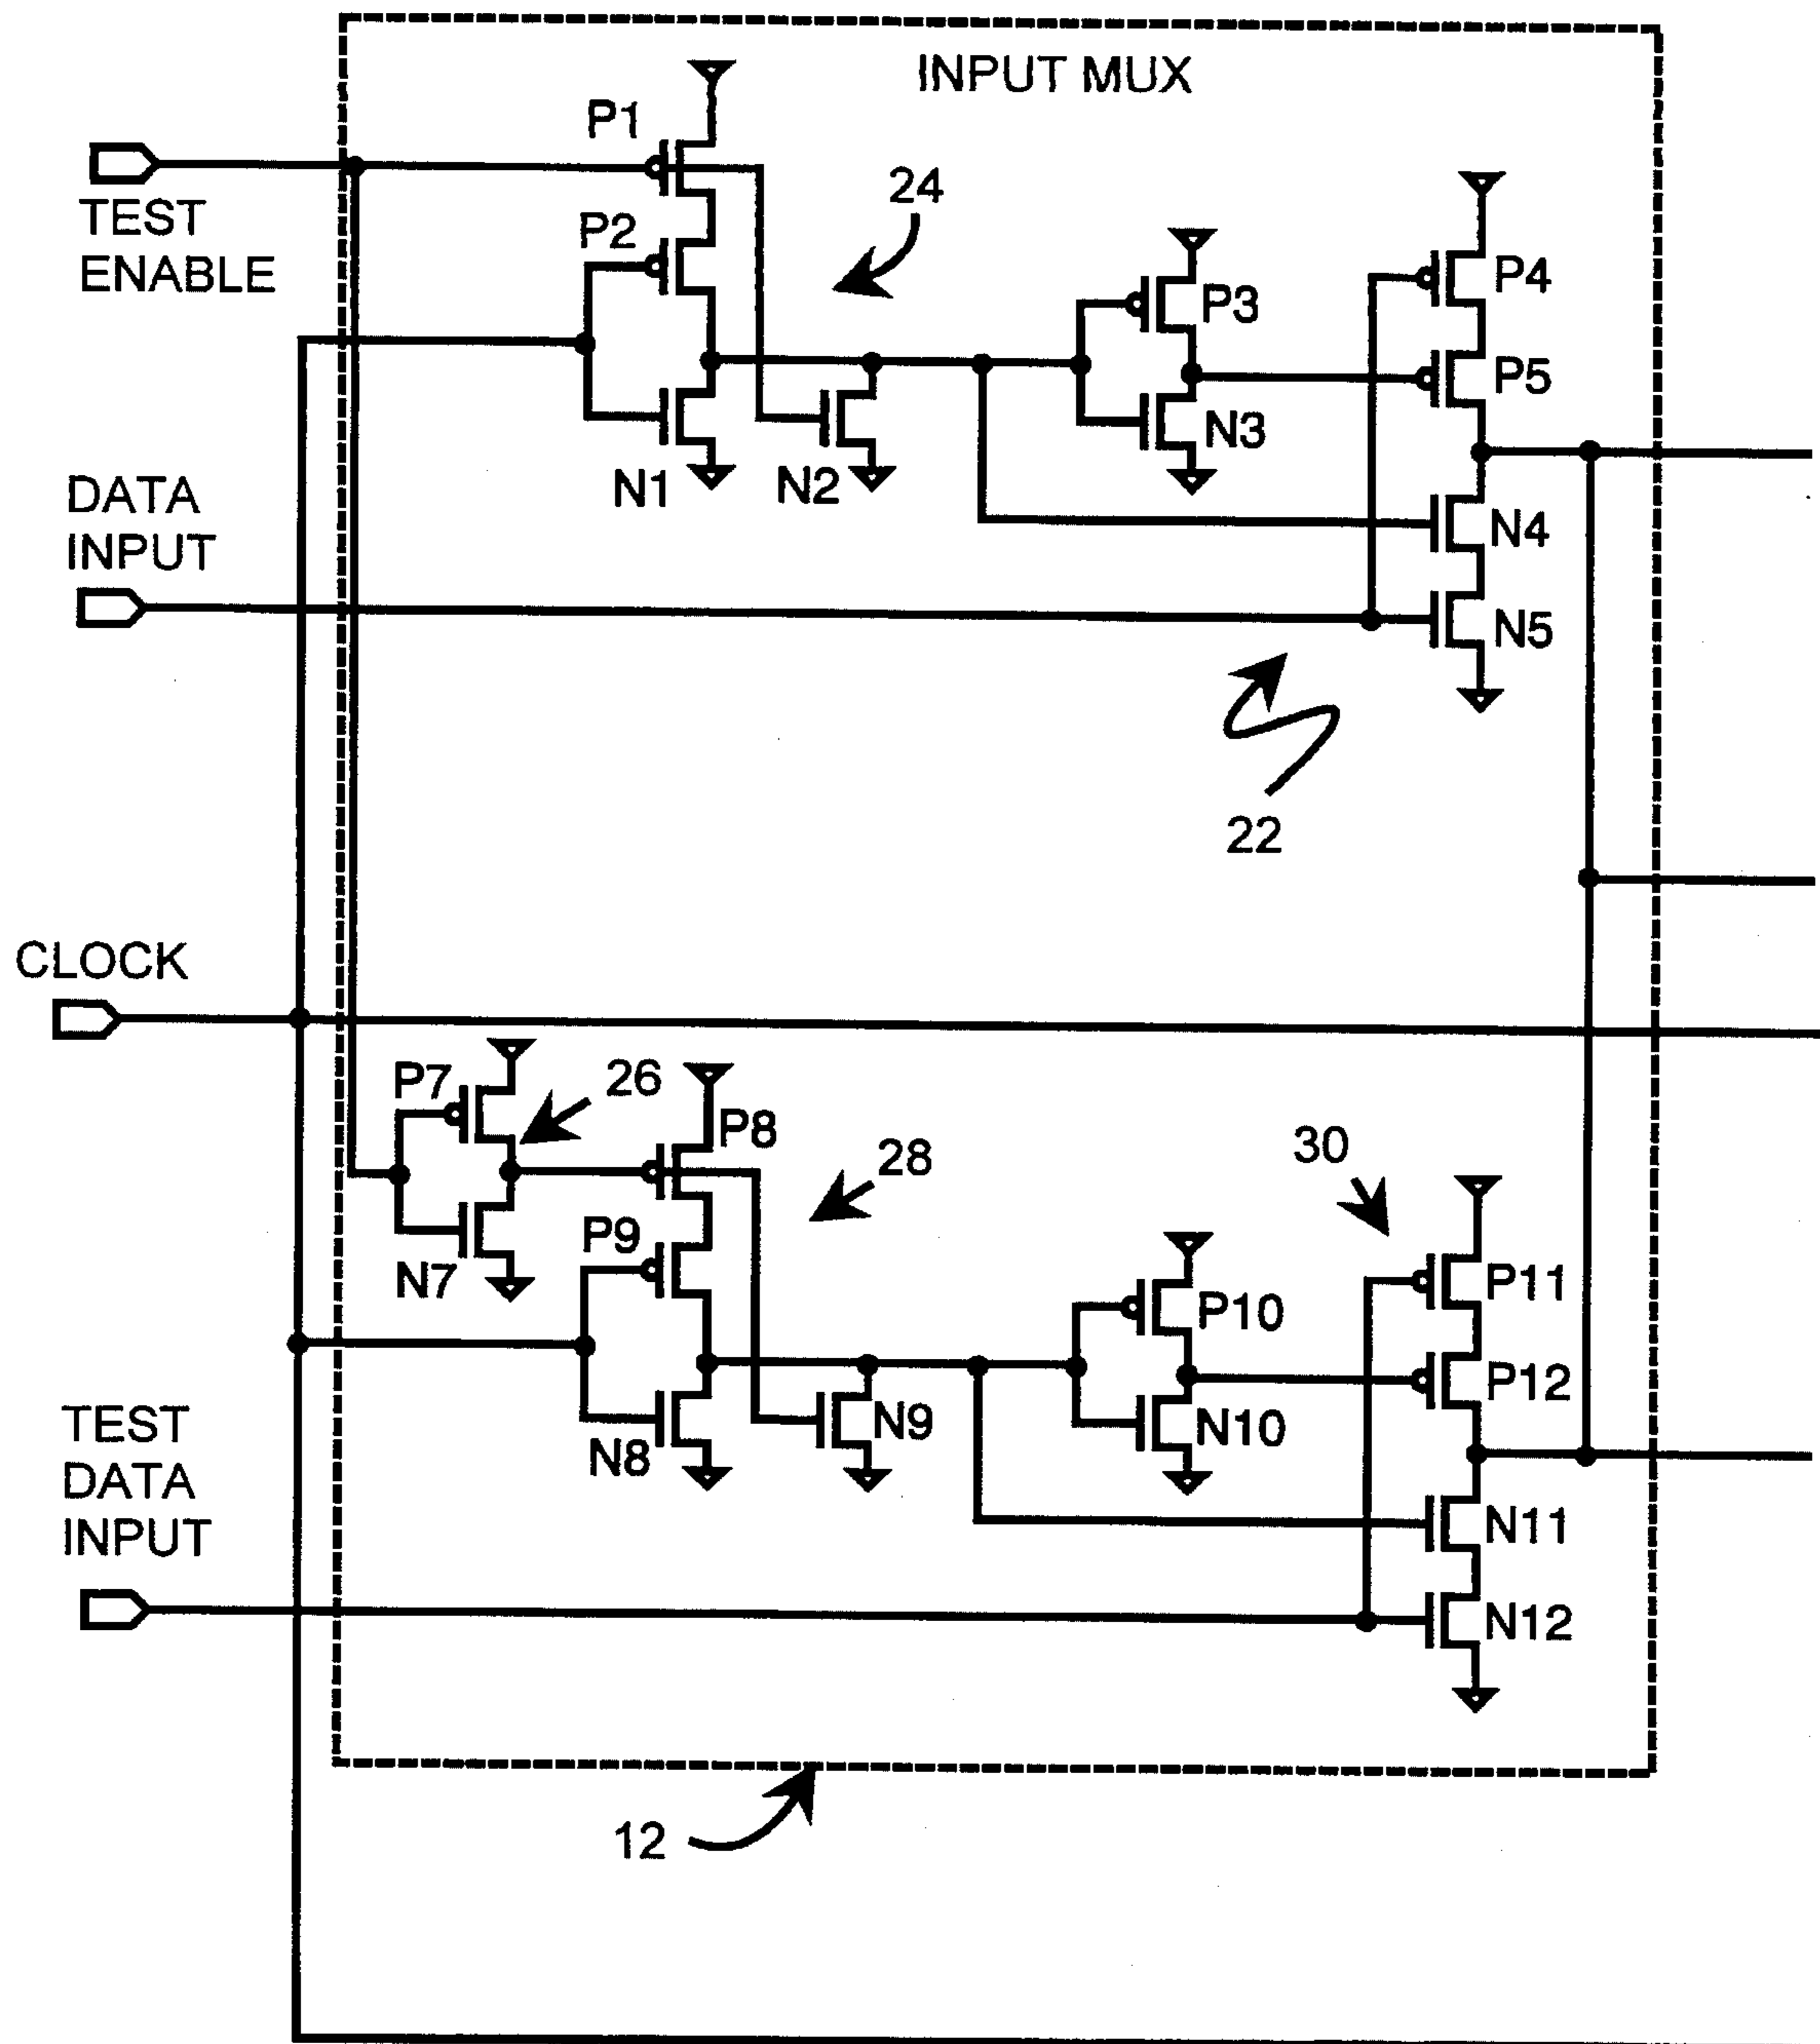 INPUT MUX
P1
24
TEST
ENABLE
P2
P4
P3
P5
N3
DATA
INPUT
N1
N2
N4
N5
22
CLOCK
P7
26
P8
28
30
P9
N7
P11
P10
P12
TEST
DATA
INPUT
N9
N10
N8
N11
N12
12